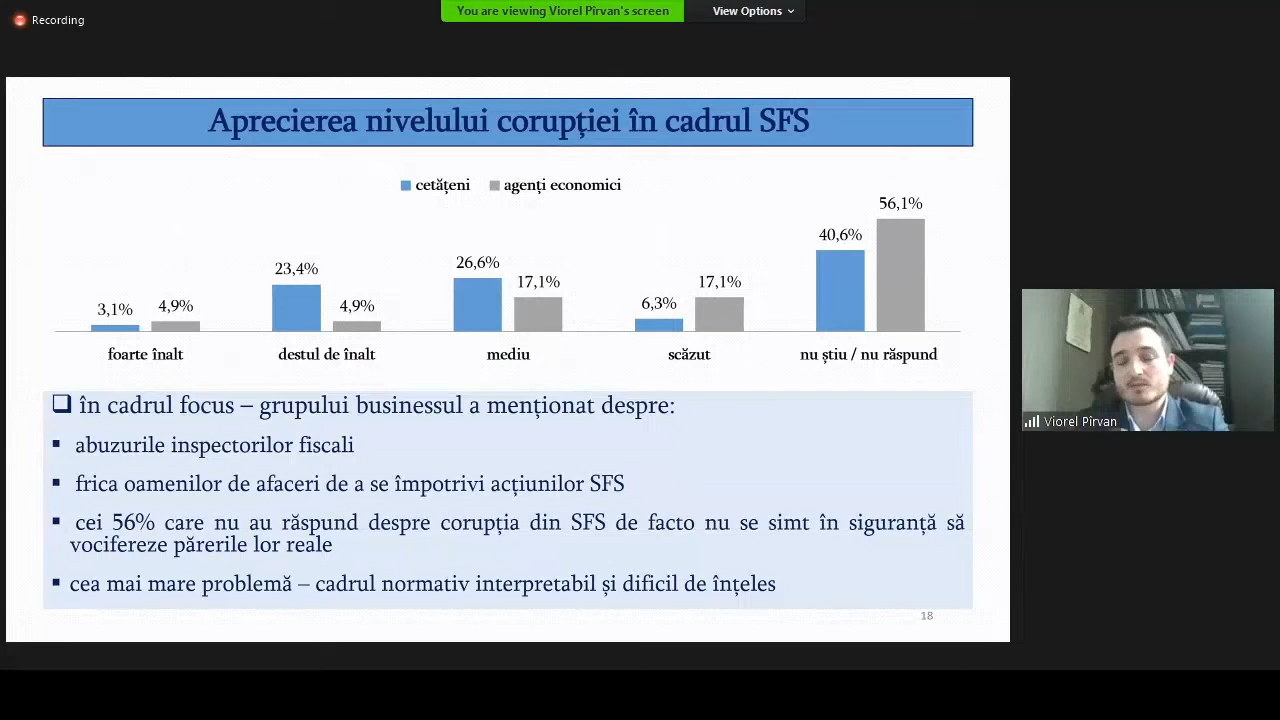 Recording
You are viewing Viorel Pîrvan's screen
View Options
Aprecierea nivelului corupției în cadrul SFS
cetățeni agenți economici
3,1% 4,9% 23,4% 4,9% 26,6% 17,1% 6,3% 17,1% 40,6% 56,1%
foarte înalt destul de înalt mediu scăzut nu știu / nu răspund
în cadrul focus – grupului businessul a menționat despre:
▪ abuzurile inspectorilor fiscali
▪ frica oamenilor de afaceri de a se împotrivi acțiunilor SFS
▪ cei 56% care nu au răspund despre corupția din SFS de facto nu se simt în siguranță să
vocifereze părerile lor reale
▪ cea mai mare problemă – cadrul normativ interpretabil și dificil de înțeles
18
Viorel Pîrvan